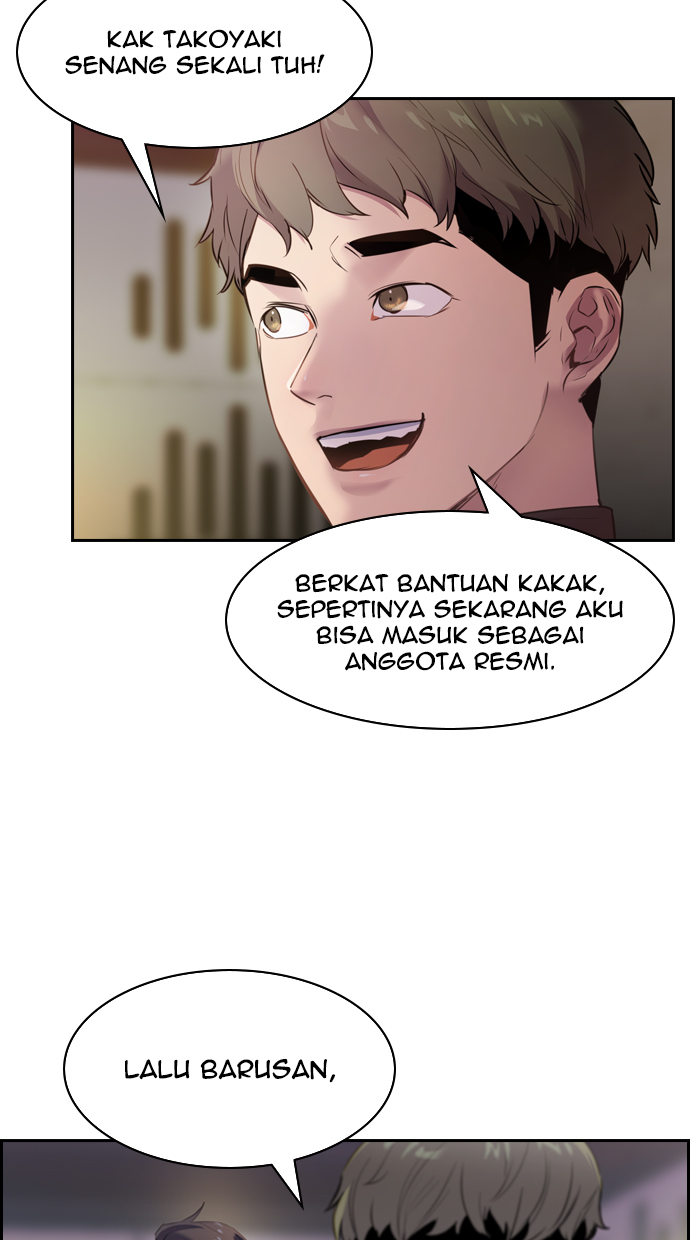 KAK TAKOYAKI
SENANG SEKALI TUH!
BERKAT BANTUAN KAKAK,
SEPERTINYA SEKARANG AKU
BISA MASUK SEBAGAI
ANGGOTA RESMI.
LALU BARUSAN,